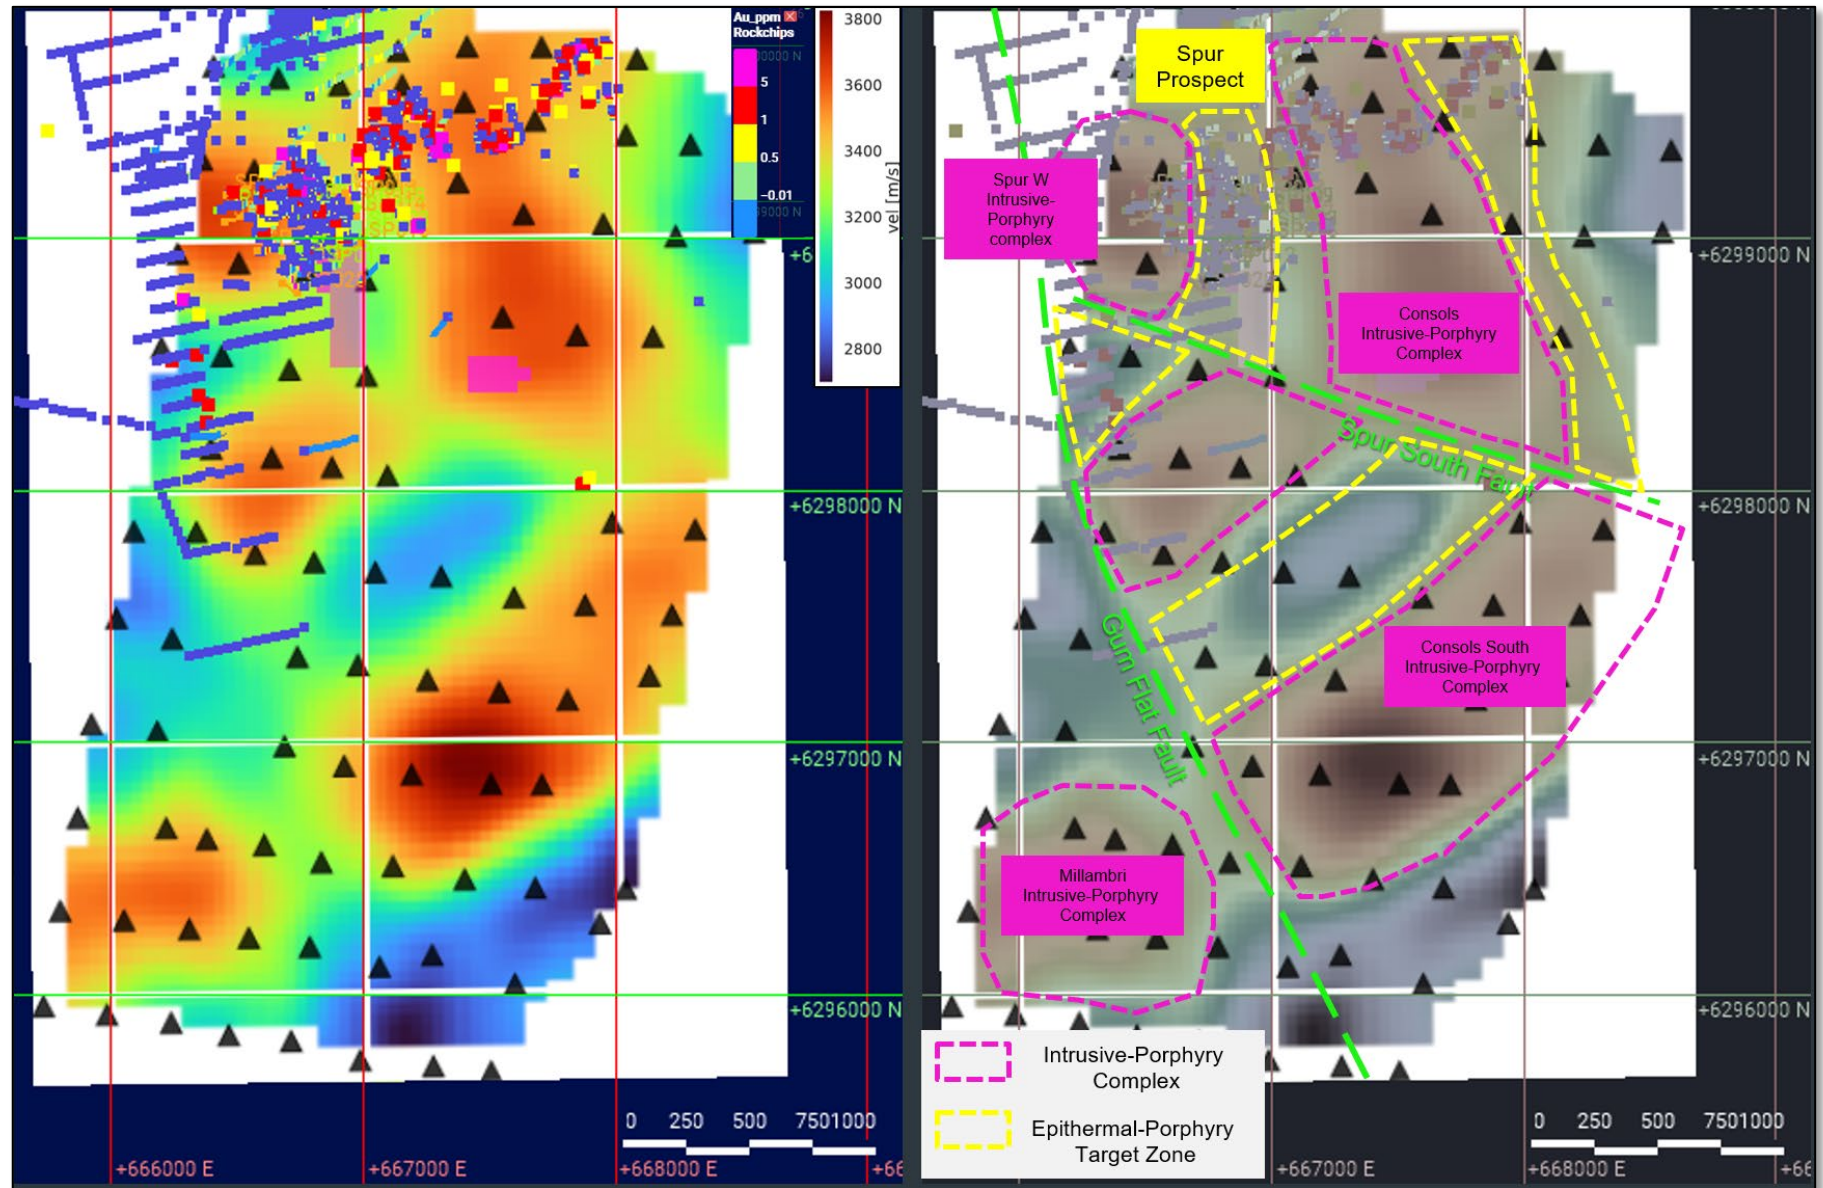 Au_ppm
Rockchips
5
1
0.5
-0.01
3800
3600
3400
3200
3000
2800
vel [m/s]
+6
+6298000 N
+6297000 N
+6296000 N
0 250 500 7501000
+666000 E
+667000 E
+668000 E
+66
Spur
Prospect
Spur W
Intrusive-
Porphyry
complex
+6299000 N
Consols
Intrusive-Porphyry
Complex
Spur South Fault
+6298000 N
Gum Flat Fault
Consols South
Intrusive-Porphyry
Complex
+6297000 N
Millambri
Intrusive-Porphyry
Complex
+6296000 N
Intrusive-Porphyry
Complex
Epithermal-Porphyry
Target Zone
0 250 500 7501000
+667000 E
+668000 E
+66